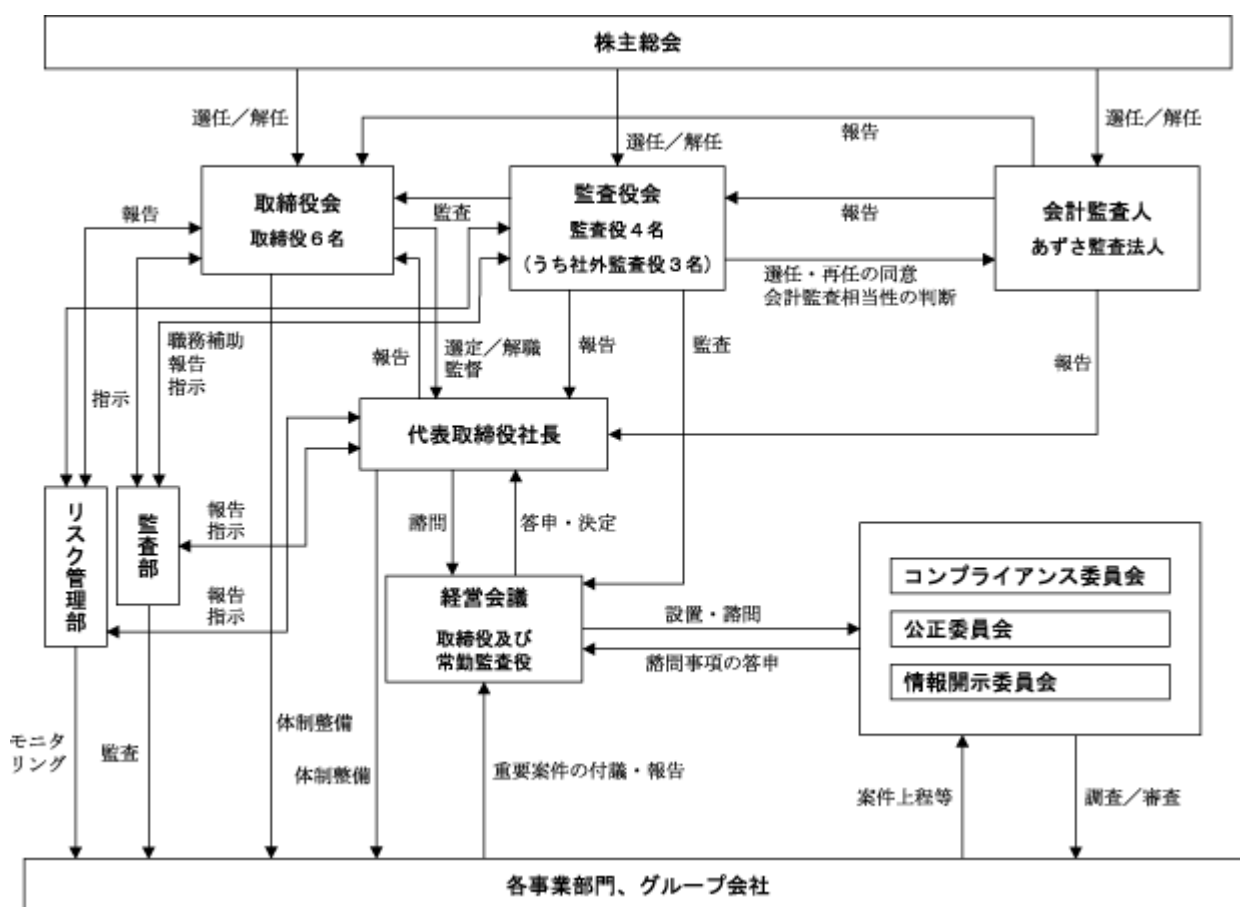 株主総会
選任／解任
選任／解任
報告
選任／解任
取締役会
取締役６名
監査役会
監査役４名
（うち社外監査役３名）
会計監査人
あずさ監査法人
報告
監査
報告
選任・再任の同意
会計監査相当性の判断
職務補助
報告
指示
指示
報告
選定／解職
監督
報告
監査
報告
代表取締役社長
リスク管理部
監査部
報告
指示
報告
指示
諮問
答申・決定
経営会議
取締役及び
常勤監査役
設置・諮問
諮問事項の答申
コンプライアンス委員会
公正委員会
情報開示委員会
モニタ
リング
監査
体制整備
体制整備
重要案件の付議・報告
案件上程等
調査／審査
各事業部門、グループ会社